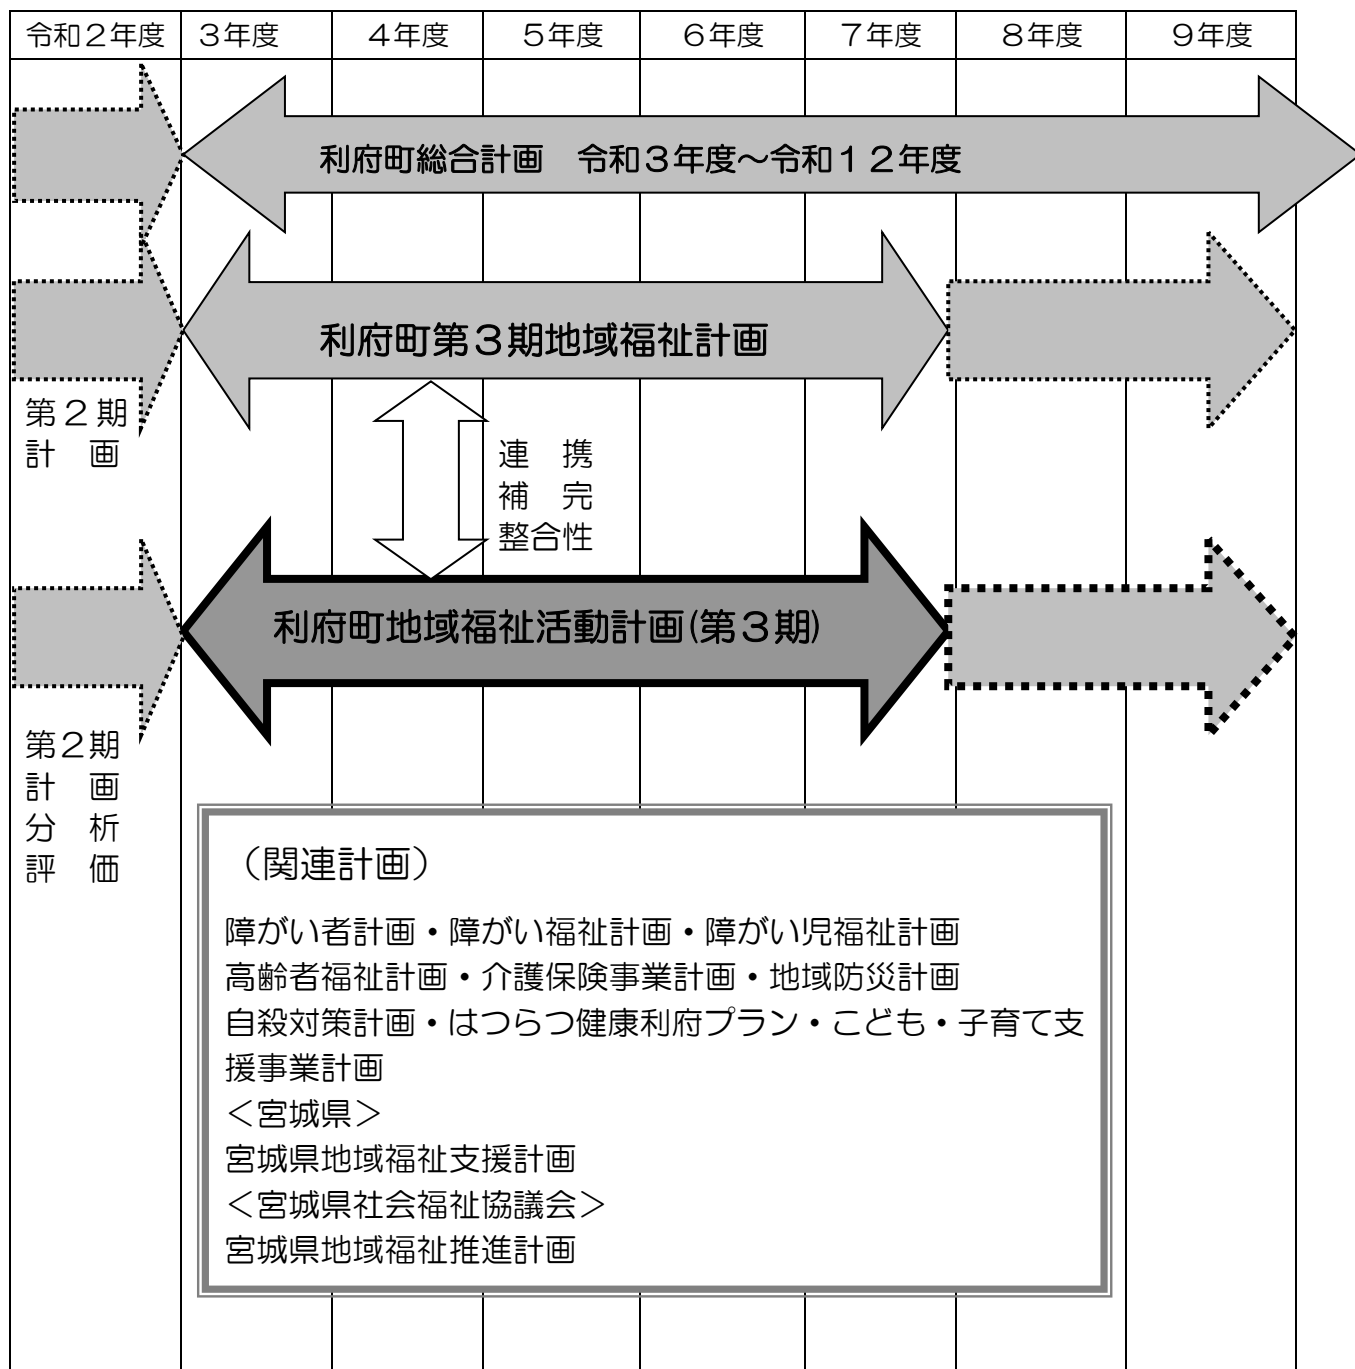 令和２年度 ３年度 ４年度 ５年度 ６年度 ７年度 ８年度 ９年度
利府町総合計画　令和３年度～令和１２年度
利府町第３期地域福祉計画
第２期
計　画
連　携
補　完
整合性
利府町地域福祉活動計画(第３期)
第２期
計　画
分　析
評　価
（関連計画）
障がい者計画・障がい福祉計画・障がい児福祉計画
高齢者福祉計画・介護保険事業計画・地域防災計画
自殺対策計画・はつらつ健康利府プラン・こども・子育て支
援事業計画
＜宮城県＞
宮城県地域福祉支援計画
＜宮城県社会福祉協議会＞
宮城県地域福祉推進計画